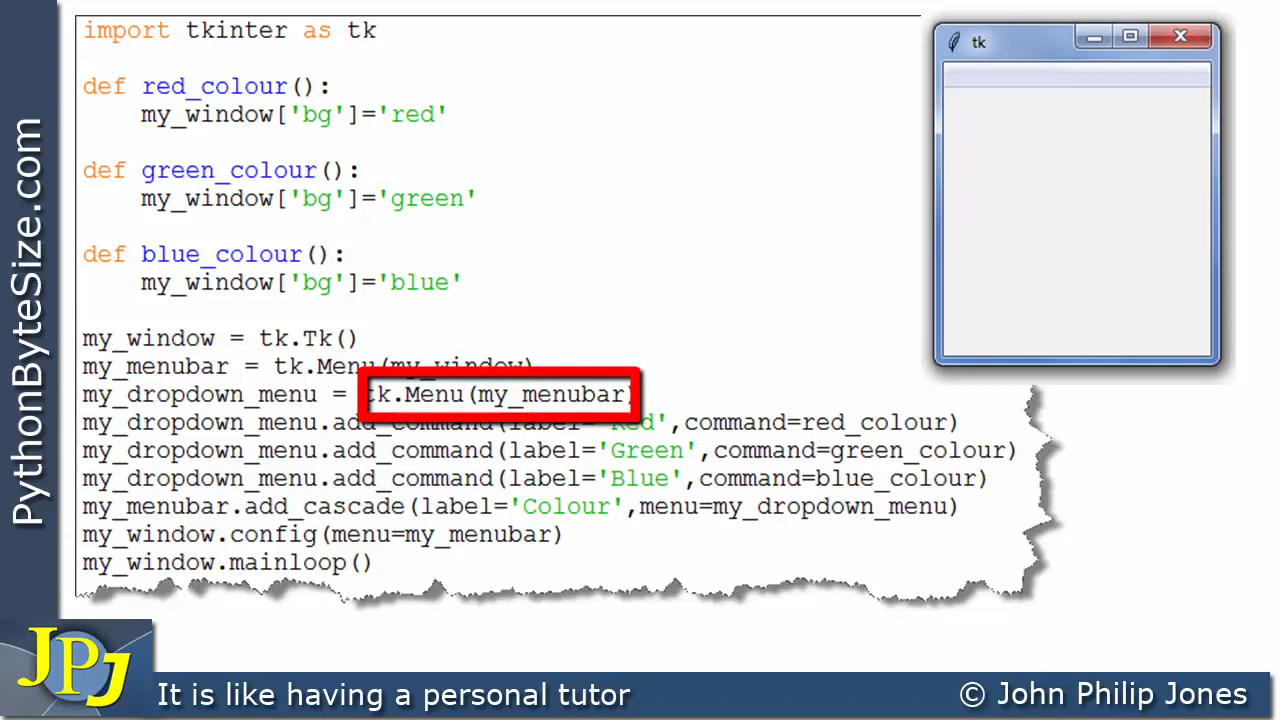 import tkinter as tk
def red_colour():
my_window['bg']='red'
def green_colour():
my_window['bg']='green'
def blue_colour():
my_window['bg']='blue'
my_window = tk.Tk()
my_menubar = tk.Menu(my_window)
my_dropdown_menu = tk.Menu(my_menubar)
my_dropdown_menu.add_command(label='Red',command=red_colour)
my_dropdown_menu.add_command(label='Green',command=green_colour)
my_dropdown_menu.add_command(label='Blue',command=blue_colour)
my_menubar.add_cascade(label='Colour',menu=my_dropdown_menu)
my_window.config(menu=my_menubar)
my_window.mainloop()
tk
PythonByteSize.com
JPJ
It is like having a personal tutor
© John Philip Jones